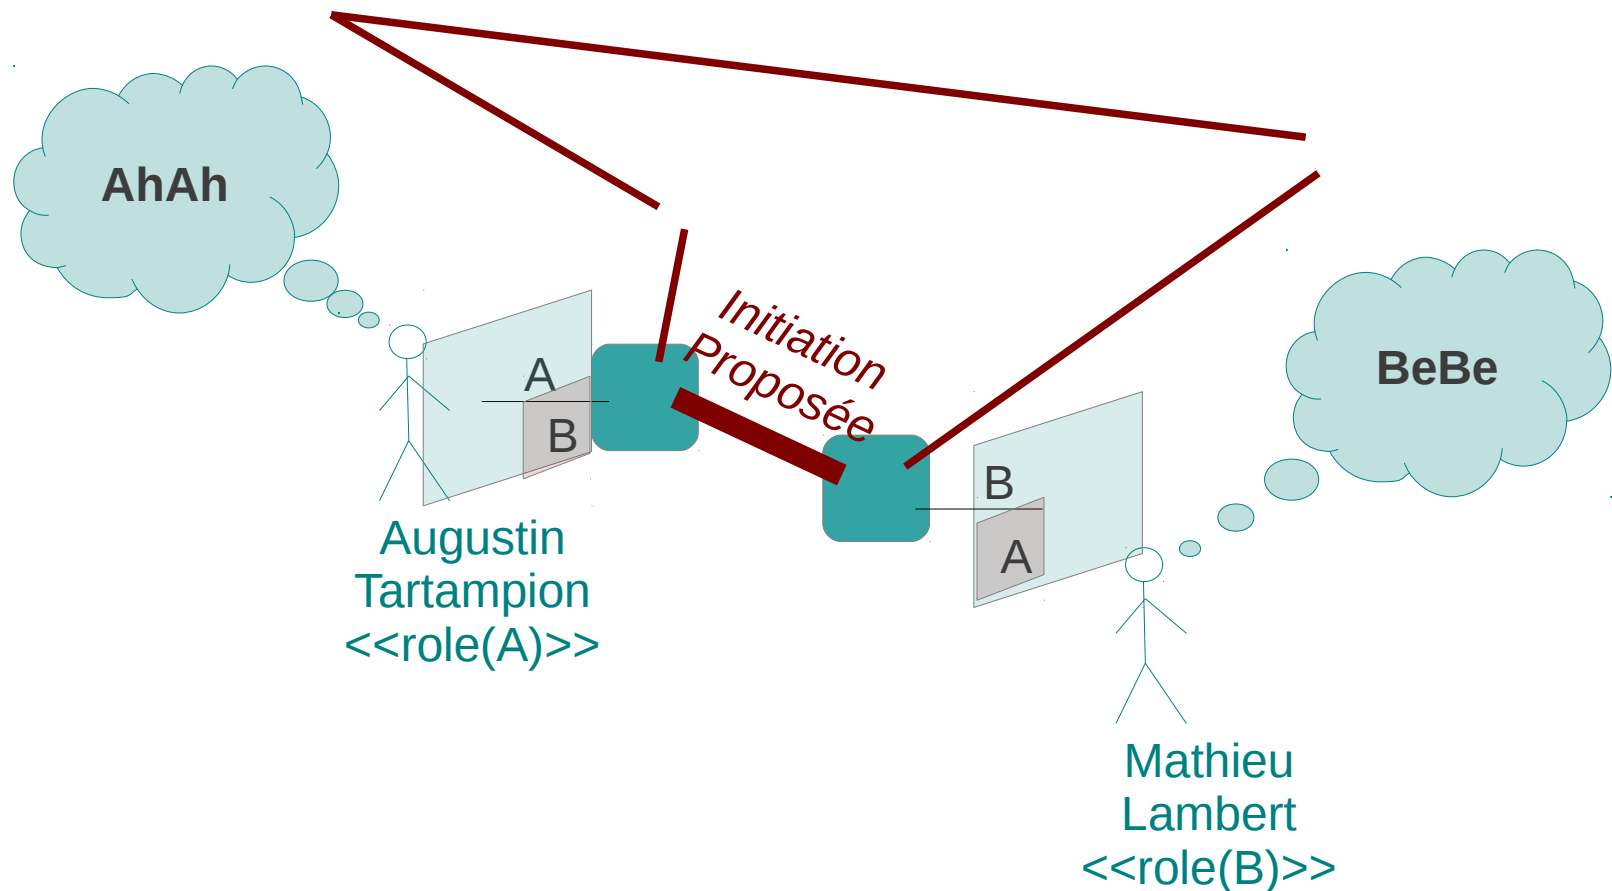 AhAh
Initiation
Proposée
A
B
BeBe
B
A
Augustin
Tartampion
<<role(A)>>
Mathieu
Lambert
<<role(B)>>